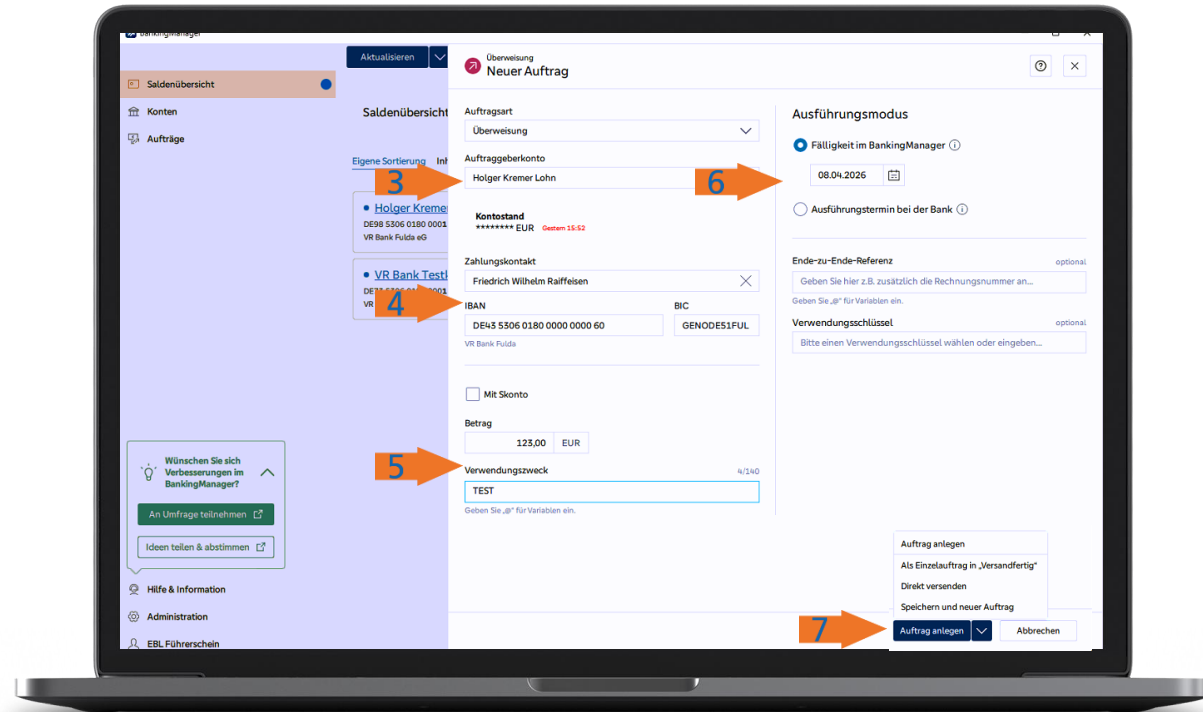 BankingManager
Saldenübersicht
Konten
Aufträge
Wünschen Sie sich
Verbesserungen im
BankingManager?
An Umfrage teilnehmen
Ideen teilen & abstimmen
Hilfe & Information
Administration
EBL Führerschein
Aktualisieren
Saldenübersicht
Eigene Sortierung
3
Holger Kremer
DE98 5306 0180 0001
VR Bank Fulda eG
VR Bank
4
VR
5
Überweisung
Neuer Auftrag
Auftragsart
Überweisung
Auftraggeberkonto
Holger Kremer Lohn
Kontostand
******** EUR Gestern 15:52
Zahlungskontakt
Friedrich Wilhelm Raiffeisen
IBAN BIC
DE43 5306 0180 0000 0000 60 GENODE51FUL
VR Bank Fulda
Mit Skonto
Betrag
123,00 EUR
Verwendungszweck 4/140
TEST
Geben Sie „@“ für Variablen ein.
Ausführungsmodus
Fälligkeit im BankingManager
6
08.04.2026
Ausführungstermin bei der Bank
Ende-zu-Ende-Referenz optional
Geben Sie hier z.B. zusätzlich die Rechnungsnummer an...
Geben Sie „@“ für Variablen ein.
Verwendungsschlüssel optional
Bitte einen Verwendungsschlüssel wählen oder eingeben...
Auftrag anlegen
Als Einzelauftrag in „Versandfertig“
Direkt versenden
Speichern und neuer Auftrag
7
Auftrag anlegen
Abbrechen